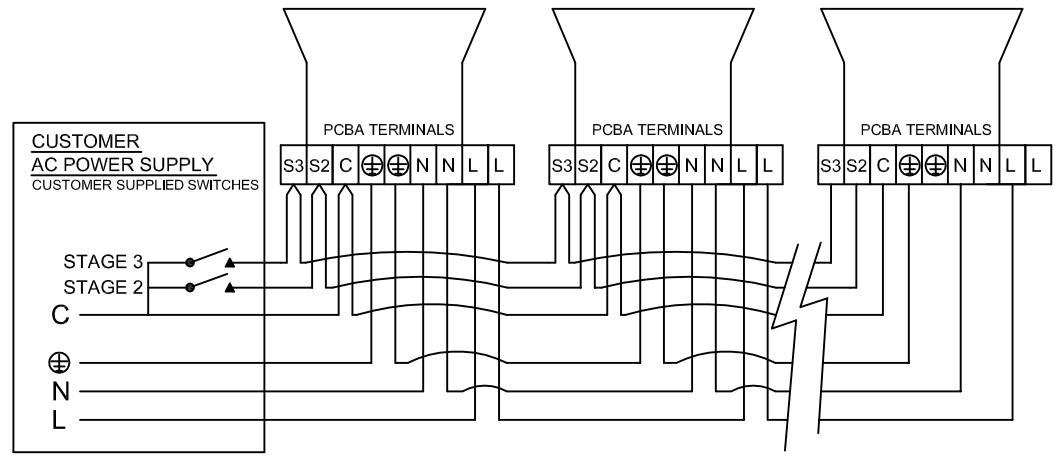 PCBA TERMINALS PCBA TERMINALS PCBA TERMINALS
S3 S2 C N N L L S3 S2 C N N L L S3 S2 C N N L L
CUSTOMER
AC POWER SUPPLY
CUSTOMER SUPPLIED SWITCHES
STAGE 3
STAGE 2
C
N
L